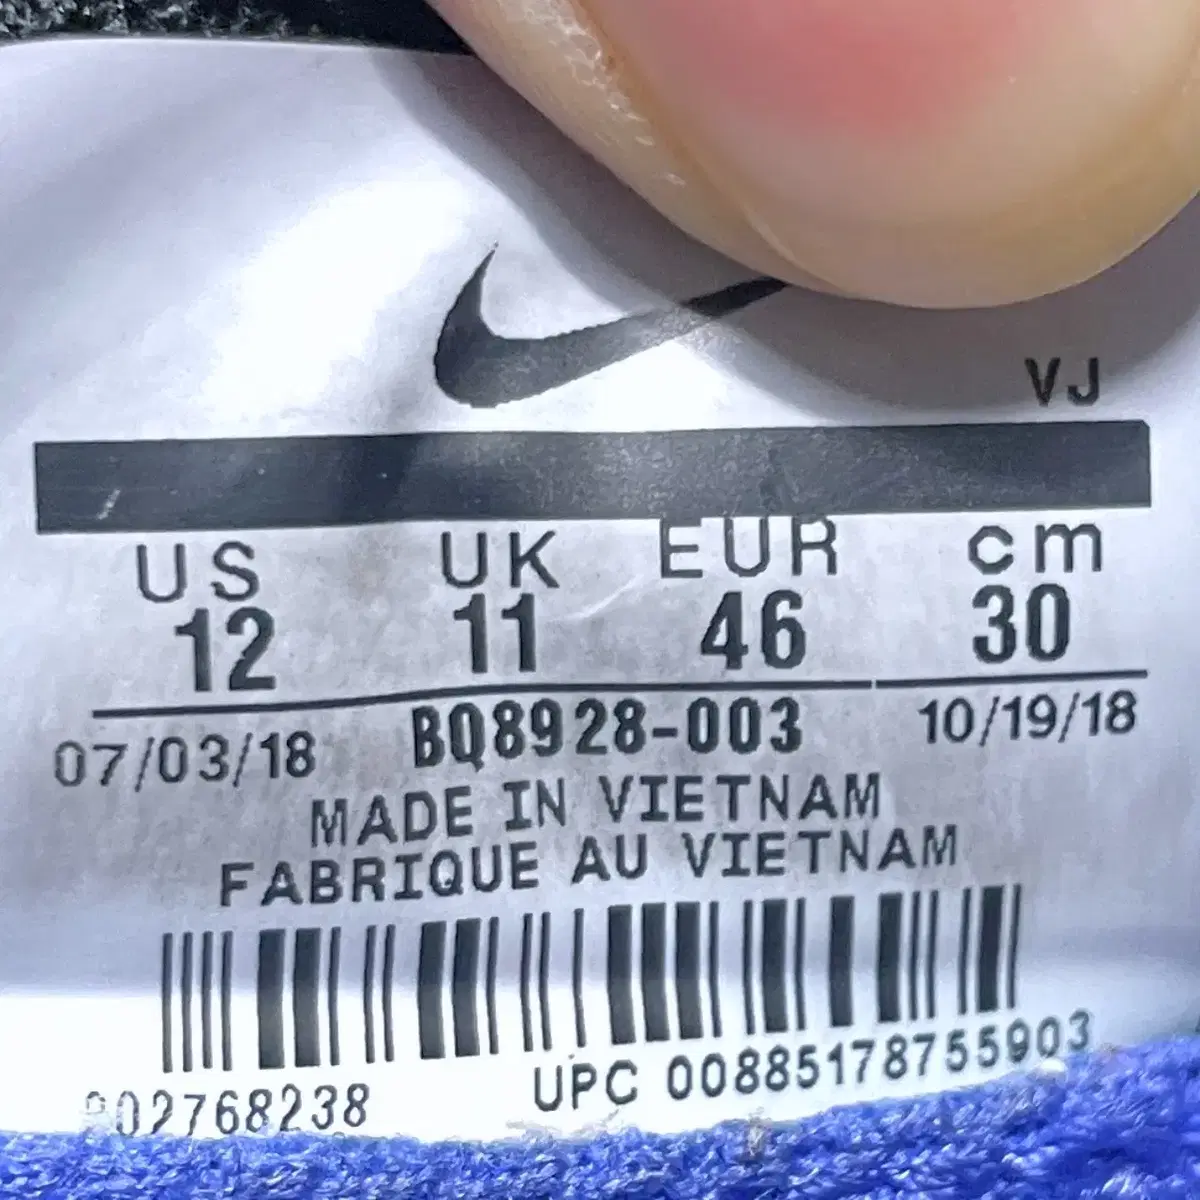 VJ
US UK EUR cm
12 11 46 30
07/03/18 BQ8928-003 10/19/18
MADE IN VIETNAM
FABRIQUE AU VIETNAM
UPC 00885178755903